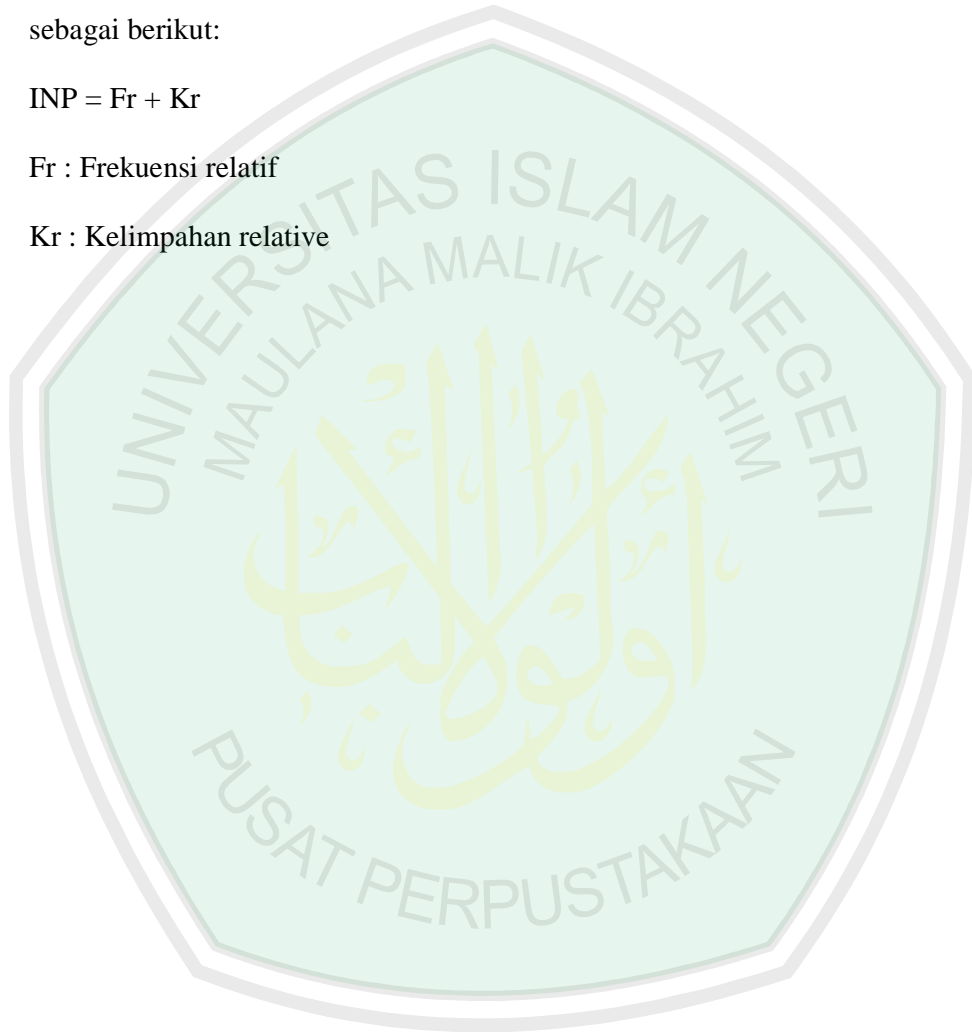 sebagai berikut:
INP = Fr + Kr
Fr : Frekuensi relatif
Kr : Kelimpahan relative
UNIVERSITAS ISLAM NEGERI
MAULANA MALIK IBRAHIM
PUSAT PERPUSTAKAAN